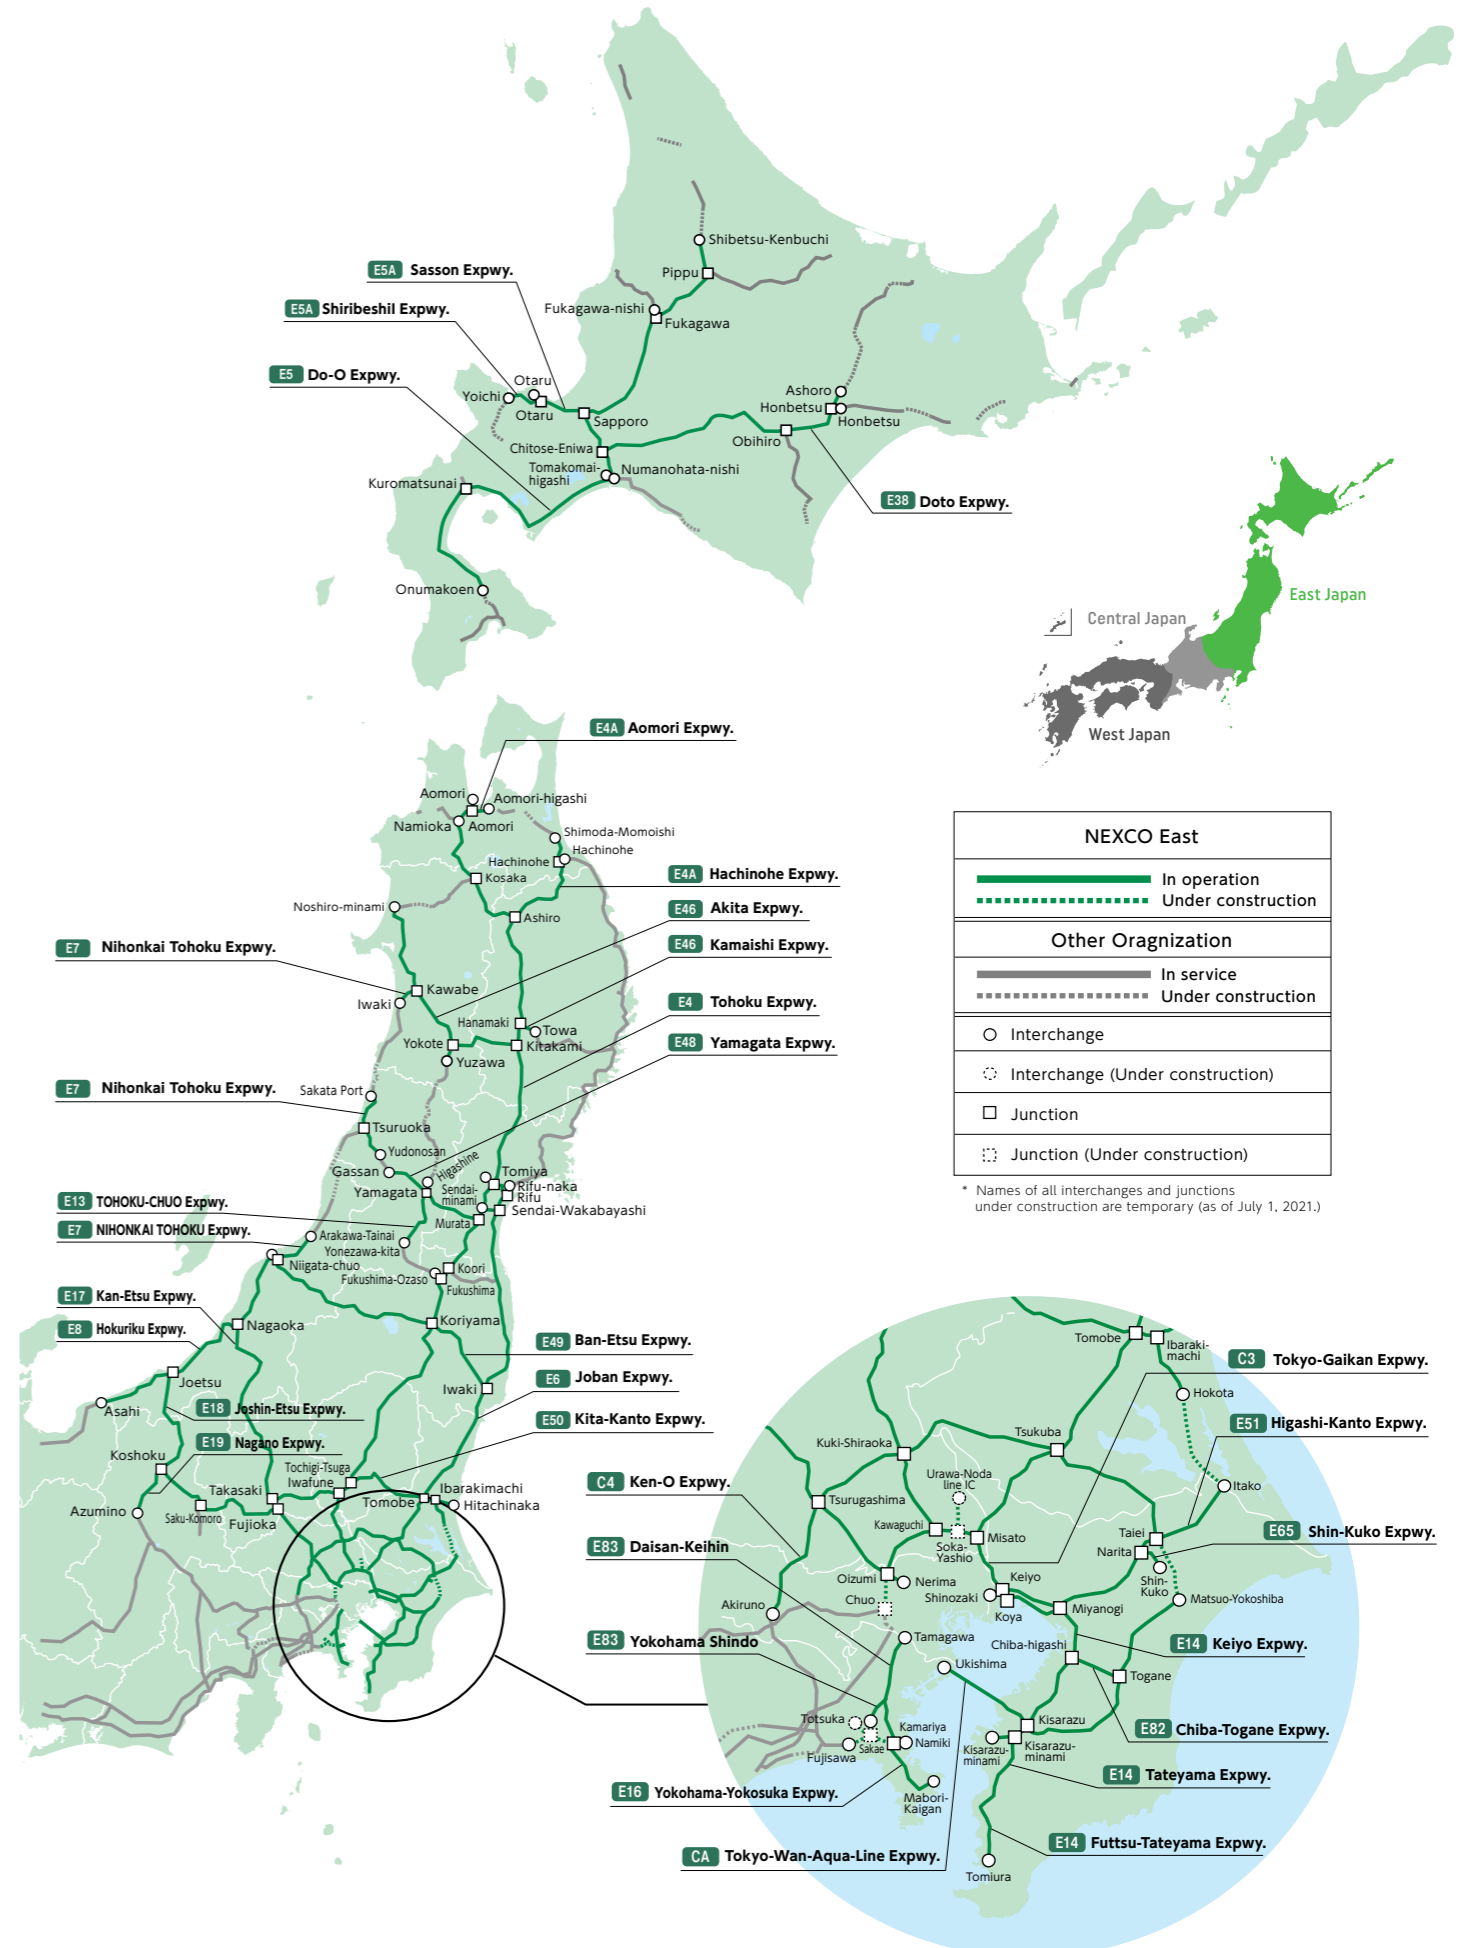 Shibetsu-Kenbuchi
E5A Sasson Expwy.
Pippu
E5A Shiribeshil Expwy.
Fukagawa-nishi
Fukagawa
E5 Do-O Expwy.
Otaru
Yoichi
Otaru
Sapporo
Ashoro
Honbetsu
Honbetsu
Obihiro
Chitose-Eniwa
Tomakomai-
higashi
Numanohata-nishi
Kuromatsunai
E38 Doto Expwy.
Onumakoen
East Japan
Central Japan
West Japan
E4A Aomori Expwy.
Aomori
Aomori-higashi
Namioka
Aomori
Shimoda-Momoishi
Hachinohe
Hachinohe
Kosaka
E4A Hachinohe Expwy.
Noshiro-minami
Ashiro
E46 Akita Expwy.
E7 Nihonkai Tohoku Expwy.
E46 Kamaishi Expwy.
Kawabe
Iwaki
E4 Tohoku Expwy.
Hanamaki
Towa
Yokote
Kitakami
E48 Yamagata Expwy.
Yuzawa
E7 Nihonkai Tohoku Expwy.
Sakata Port
Tsuruoka
Yudonosan
Gassan
Higashine
Tomiya
Yamagata
Sendai-
minami
Rifu-naka
Rifu
Sendai-Wakabayashi
E13 TOHOKU-CHUO Expwy.
Murata
E7 NIHONKAI TOHOKU Expwy.
Arakawa-Tainai
Yonezawa-kita
Niigata-chuo
Koori
Fukushima-Ozaso
Fukushima
E17 Kan-Etsu Expwy.
E8 Hokuriku Expwy.
Nagaoka
Koriyama
E49 Ban-Etsu Expwy.
Joetsu
Iwaki
E6 Joban Expwy.
Asahi
E18 Joshin-Etsu Expwy.
E50 Kita-Kanto Expwy.
E19 Nagano Expwy.
Koshoku
Tochigi-Tsuga
Iwafune
Takasaki
Ibarakimachi
Tomobe
Hitachinaka
Azumino
Saku-Komoro
Fujioka
NEXCO East
In operation
Under construction
Other Oragnization
In service
Under construction
Interchange
Interchange (Under construction)
Junction
Junction (Under construction)
* Names of all interchanges and junctions
under construction are temporary (as of July 1, 2021.)
Tomobe
Ibaraki-
machi
C3 Tokyo-Gaikan Expwy.
Hokota
E51 Higashi-Kanto Expwy.
Kuki-Shiraoka
Tsukuba
Urawa-Noda
line IC
C4 Ken-O Expwy.
Itako
Tsurugashima
Kawaguchi
Soka-
Yashio
Misato
Taiei
E65 Shin-Kuko Expwy.
Narita
E83 Daisan-Keihin
Oizumi
Nerima
Keiyo
Shinozaki
Koya
Shin-
Kuko
Chuo
Akiruno
Miyanogi
Matsuo-Yokoshiba
E83 Yokohama Shindo
Tamagawa
Chiba-higashi
E14 Keiyo Expwy.
Ukishima
Togane
Totsuka
Kamariya
Namiki
Kisarazu
E82 Chiba-Togane Expwy.
Fujisawa
Sakae
Kisarazu-
minami
Kisarazu-
minami
E14 Tateyama Expwy.
E16 Yokohama-Yokosuka Expwy.
Mabori-
Kaigan
E14 Futtsu-Tateyama Expwy.
CA Tokyo-Wan-Aqua-Line Expwy.
Tomiura